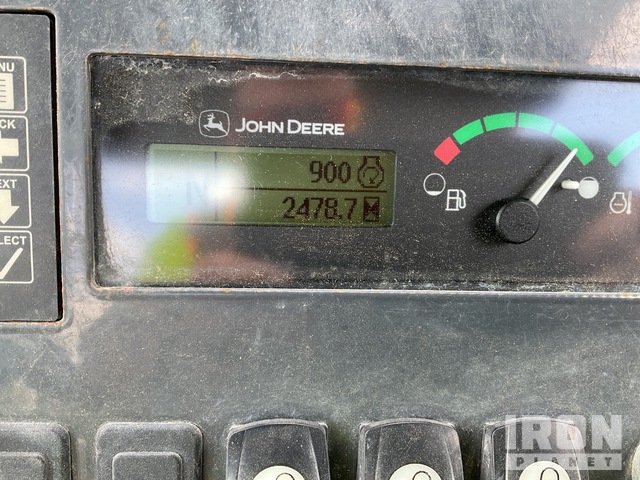 NU
CK
EXT
LECT
JOHN DEERE
N
900
2478.7
IRON
PLANET